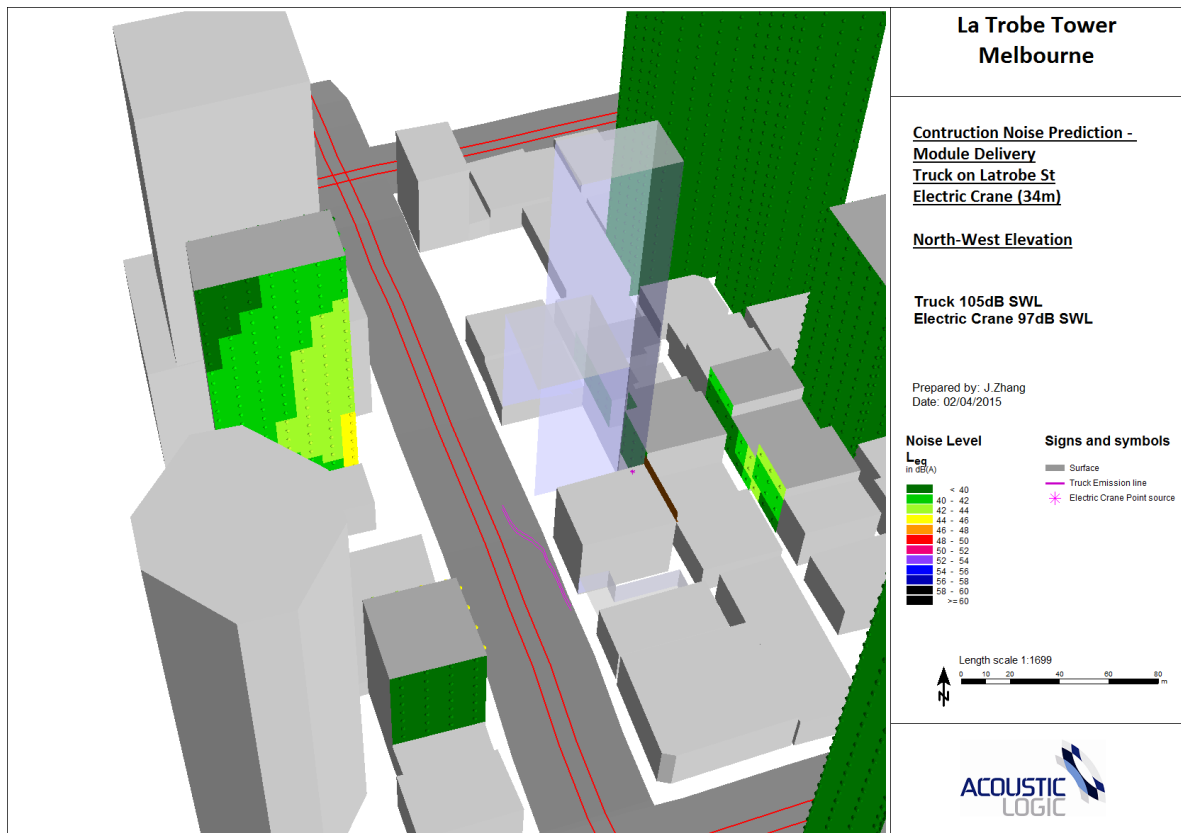 La Trobe Tower
Melbourne
Contruction Noise Prediction -
Module Delivery
Truck on Latrobe St
Electric Crane (34m)
North-West Elevation
Truck 105dB SWL
Electric Crane 97dB SWL
Prepared by: J.Zhang
Date: 02/04/2015
Noise Level
Leq
in dB(A)
< 40
40 - 42
42 - 44
44 - 46
46 - 48
48 - 50
50 - 52
52 - 54
54 - 56
56 - 58
58 - 60
>= 60
Signs and symbols
Surface
Truck Emission line
Electric Crane Point source
Length scale 1:1699
0 10 20 40 60 80
m
N
ACOUSTIC
LOGIC